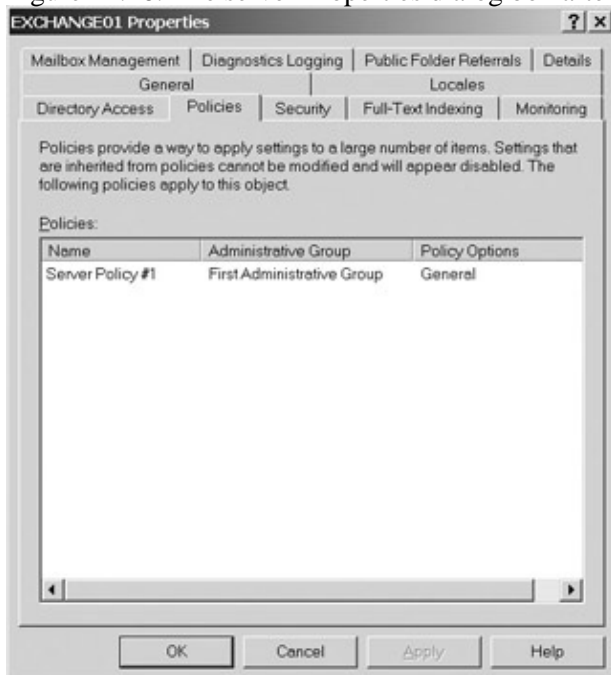 EXCHANGE01 Properties
Mailbox Management Diagnostics Logging Public Folder Referrals Details
General Locales
Directory Access Policies Security Full-Text Indexing Monitoring
Policies provide a way to apply settings to a large number of items. Settings that
are inherited from policies cannot be modified and will appear disabled. The
following policies apply to this object.
Policies:
Name Administrative Group Policy Options
Server Policy #1 First Administrative Group General
OK Cancel Apply Help